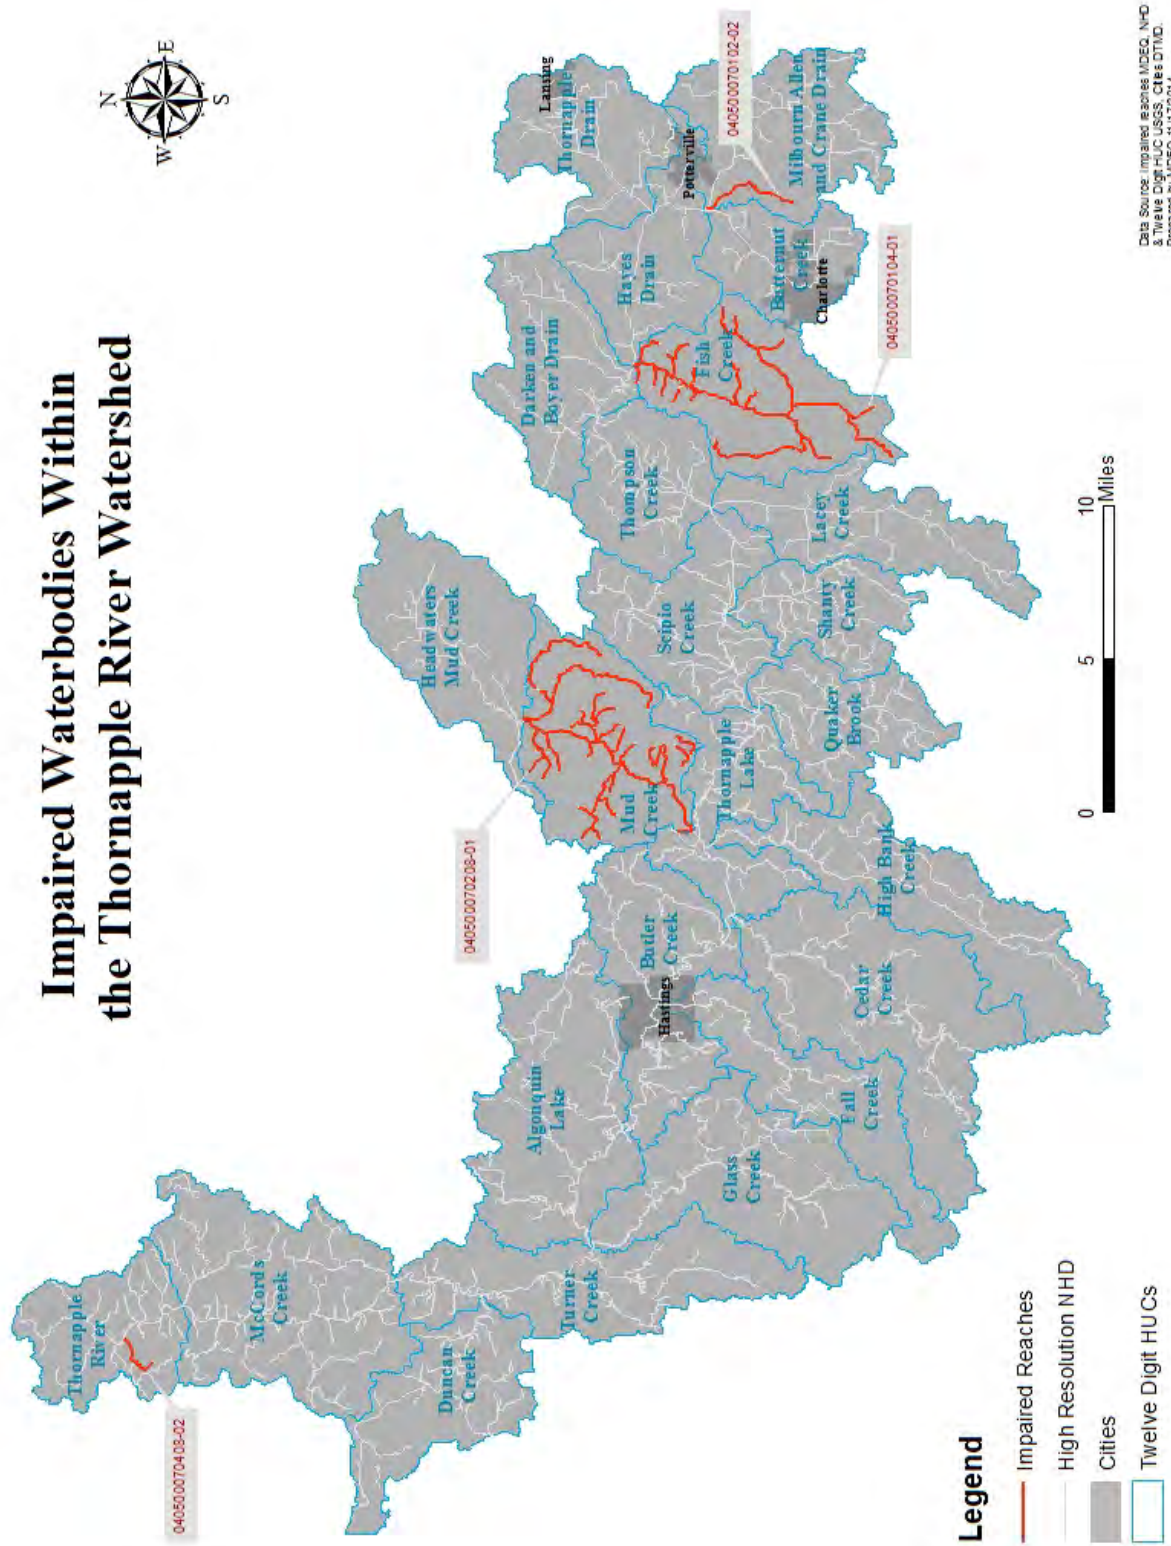 Impaired Waterbodies Within
the Thornapple River Watershed
N
W
E
S
Thornapple
River
040500070408-02
McCords
Creek
Duncan
Creek
Turner
Creek
Algonquin
Lake
Glass
Creek
Fall
Creek
Hastings
Butler
Creek
Cedar
Creek
High Bank
Creek
040500070208-01
Headwaters
Mud Creek
Mud
Creek
Thornapple
Lake
Quaker
Brook
Scipio
Creek
Shanty
Creek
Thompson
Creek
Lacey
Creek
Darken and
Boyer Drain
Fish
Creek
Hayes
Drain
Butternut
Creek
Charlotte
040500070104-01
Lansing
Thornapple
Drain
Potterville
040500070102-02
Milbourn Allen
and Crane Drain
0
5
10
Miles
Legend
Impaired Reaches
High Resolution NHD
Cities
Twelve Digit HUCs
Data Source: Impaired reaches MDEQ, NHD
& Twelve Digit HUC USGS, Cities DTMD.